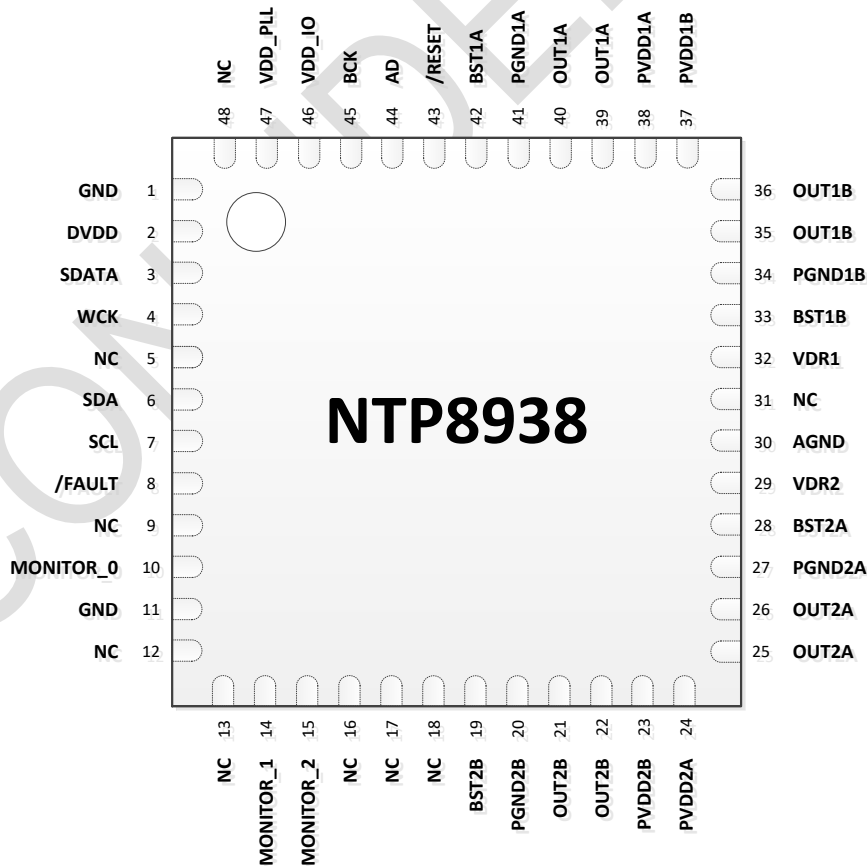 NC
VDD_PLL
VDD_IO
BCK
AD
/RESET
BST1A
PGND1A
OUT1A
OUT1A
PVDD1A
PVDD1B
48
47
46
45
44
43
42
41
40
39
38
37
GND 1
DVDD 2
SDATA 3
WCK 4
NC 5
SDA 6
SCL 7
/FAULT 8
NC 9
MONITOR_0 10
GND 11
NC 12
NTP8938
36 OUT1B
35 OUT1B
34 PGND1B
33 BST1B
32 VDR1
31 NC
30 AGND
29 VDR2
28 BST2A
27 PGND2A
26 OUT2A
25 OUT2A
13
14
15
16
17
18
19
20
21
22
23
24
NC
MONITOR_1
MONITOR_2
NC
NC
NC
BST2B
PGND2B
OUT2B
OUT2B
PVDD2B
PVDD2A